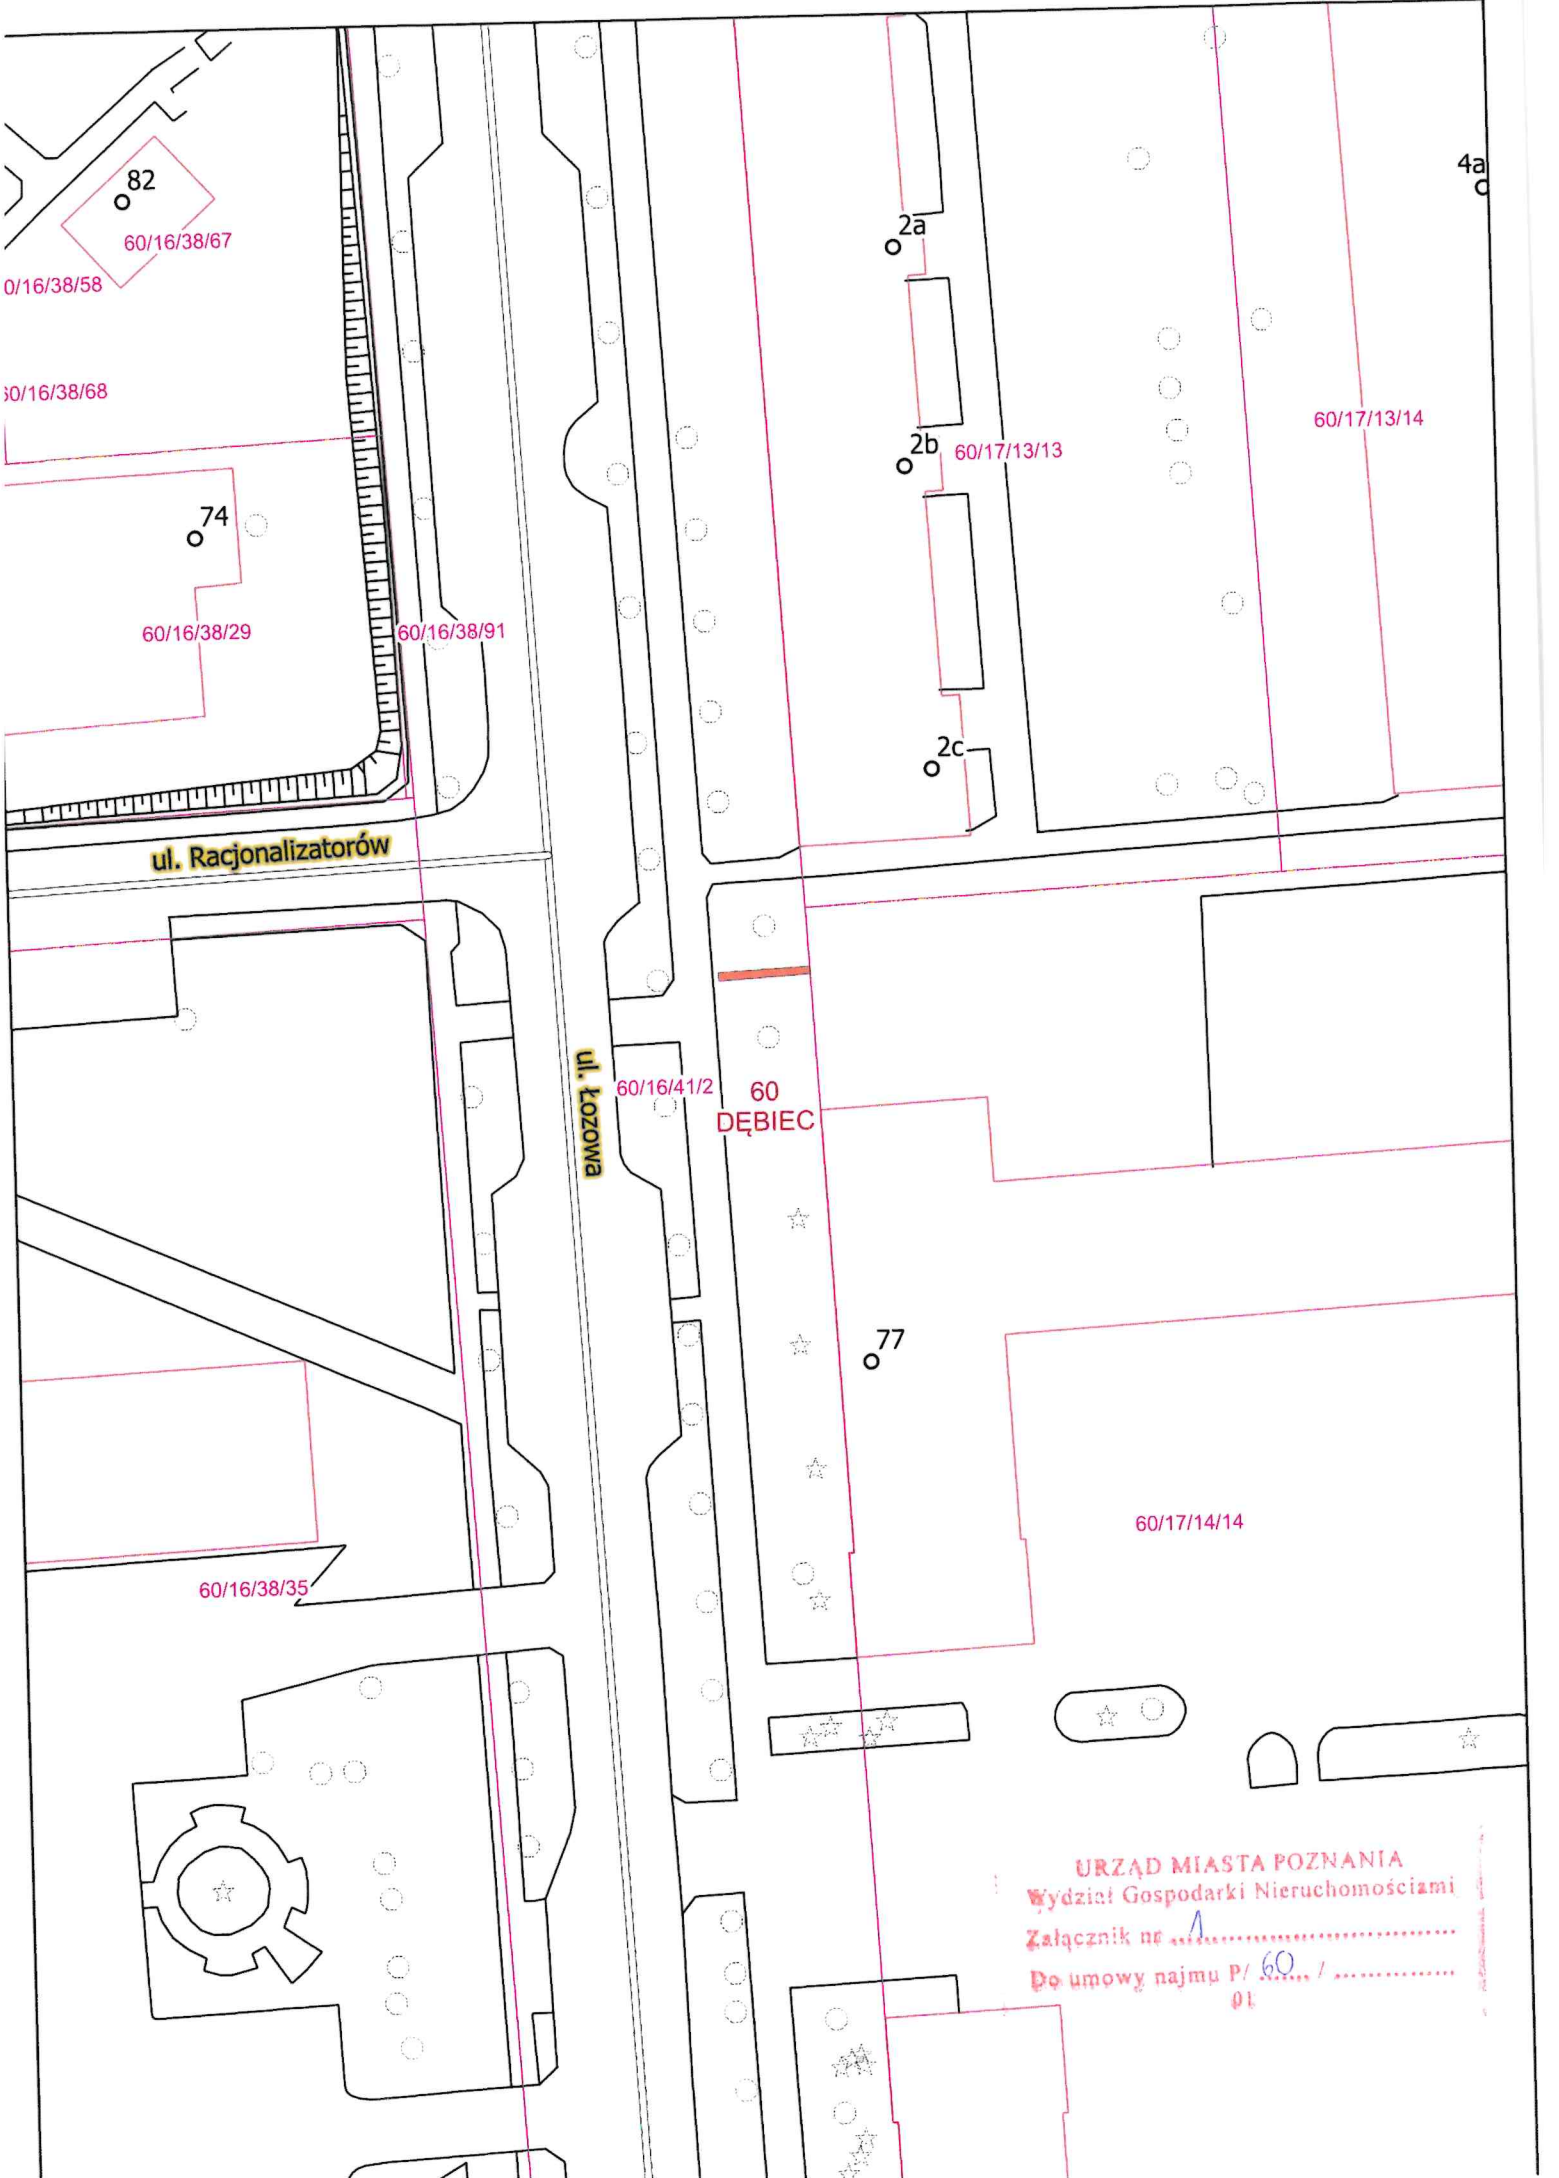 82
60/16/38/67
0/16/38/58
60/16/38/68
74
60/16/38/29
60/16/38/91
2a
4a
2b
60/17/13/13
60/17/13/14
2c
ul. Racjonalizatorów
ul. Łozowa
60/16/41/2
60
DĘBIEC
77
60/17/14/14
60/16/38/35
URZĄD MIASTA POZNANIA
Wydział Gospodarki Nieruchomościami
Załącznik nr ...1...
Do umowy najmu P/ 60 / ...
01